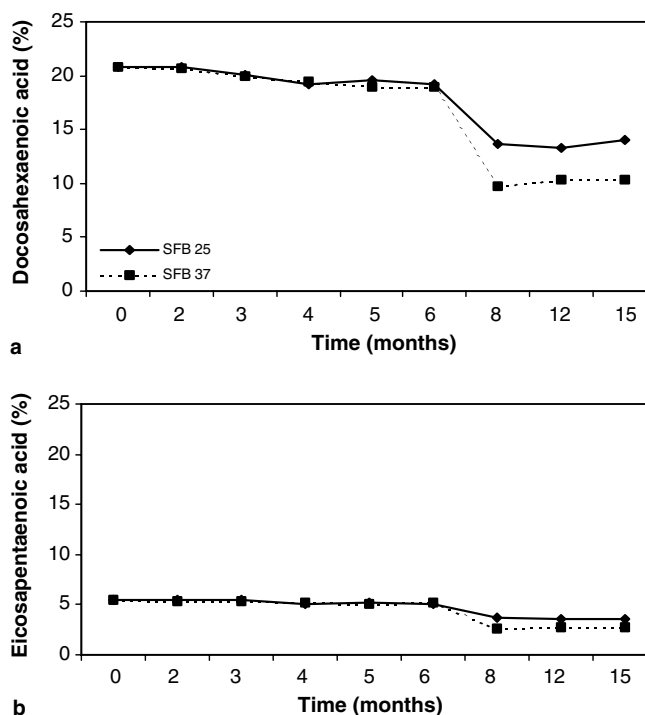 Docosahexaenoic acid (%)
25
20
15
10
5
0
SFB 25
SFB 37
0 2 3 4 5 6 8 12 15
Time (months)
a
Eicosapentaenoic acid (%)
25
20
15
10
5
0
0 2 3 4 5 6 8 12 15
Time (months)
b